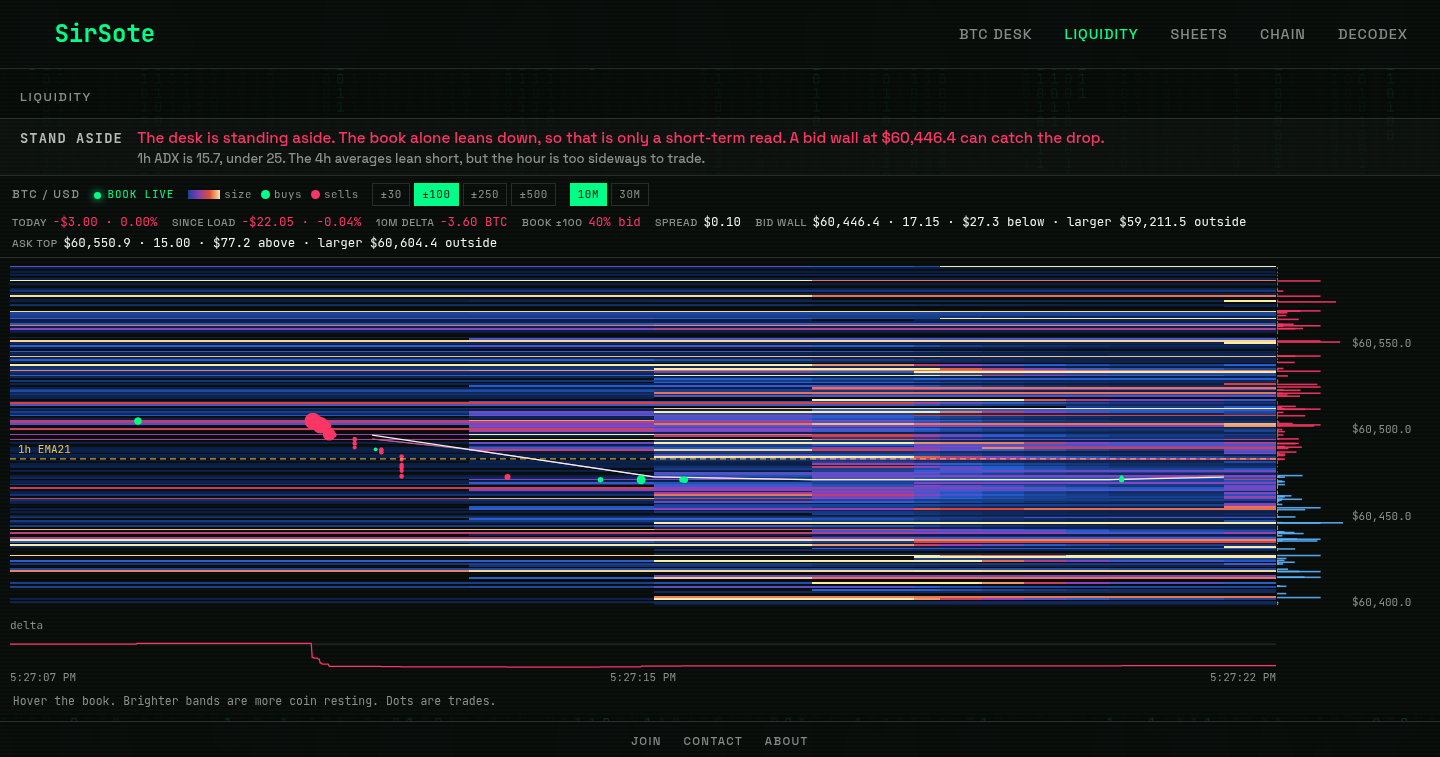 SirSote
BTC DESK LIQUIDITY SHEETS CHAIN DECODEX
LIQUIDITY
STAND ASIDE The desk is standing aside. The book alone leans down, so that is only a short-term read. A bid wall at $60,446.4 can catch the drop.
1h ADX is 15.7, under 25. The 4h averages lean short, but the hour is too sideways to trade.
BTC / USD BOOK LIVE size buys sells ±30 ±100 ±250 ±500 10M 30M
TODAY -$3.00 · 0.00% SINCE LOAD -$22.05 · -0.04% 10M DELTA -3.60 BTC BOOK ±100 40% bid SPREAD $0.10 BID WALL $60,446.4 · 17.15 · $27.3 below · larger $59,211.5 outside
ASK TOP $60,550.9 · 15.00 · $77.2 above · larger $60,604.4 outside
$60,550.0
$60,500.0
1h EMA21
$60,450.0
$60,400.0
delta
5:27:07 PM 5:27:15 PM 5:27:22 PM
Hover the book. Brighter bands are more coin resting. Dots are trades.
JOIN CONTACT ABOUT